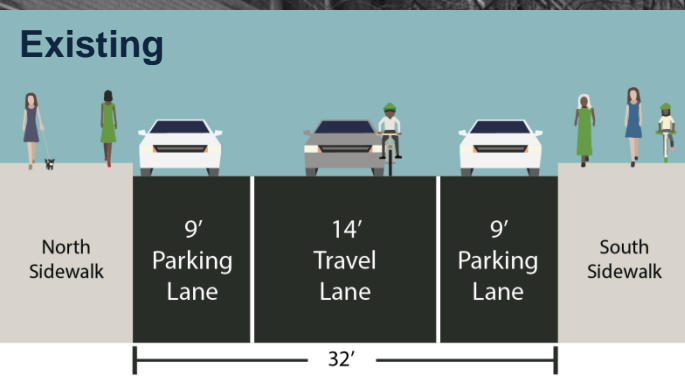 Existing
North
Sidewalk
9’
Parking
Lane
14’
Travel
Lane
9’
Parking
Lane
South
Sidewalk
32’